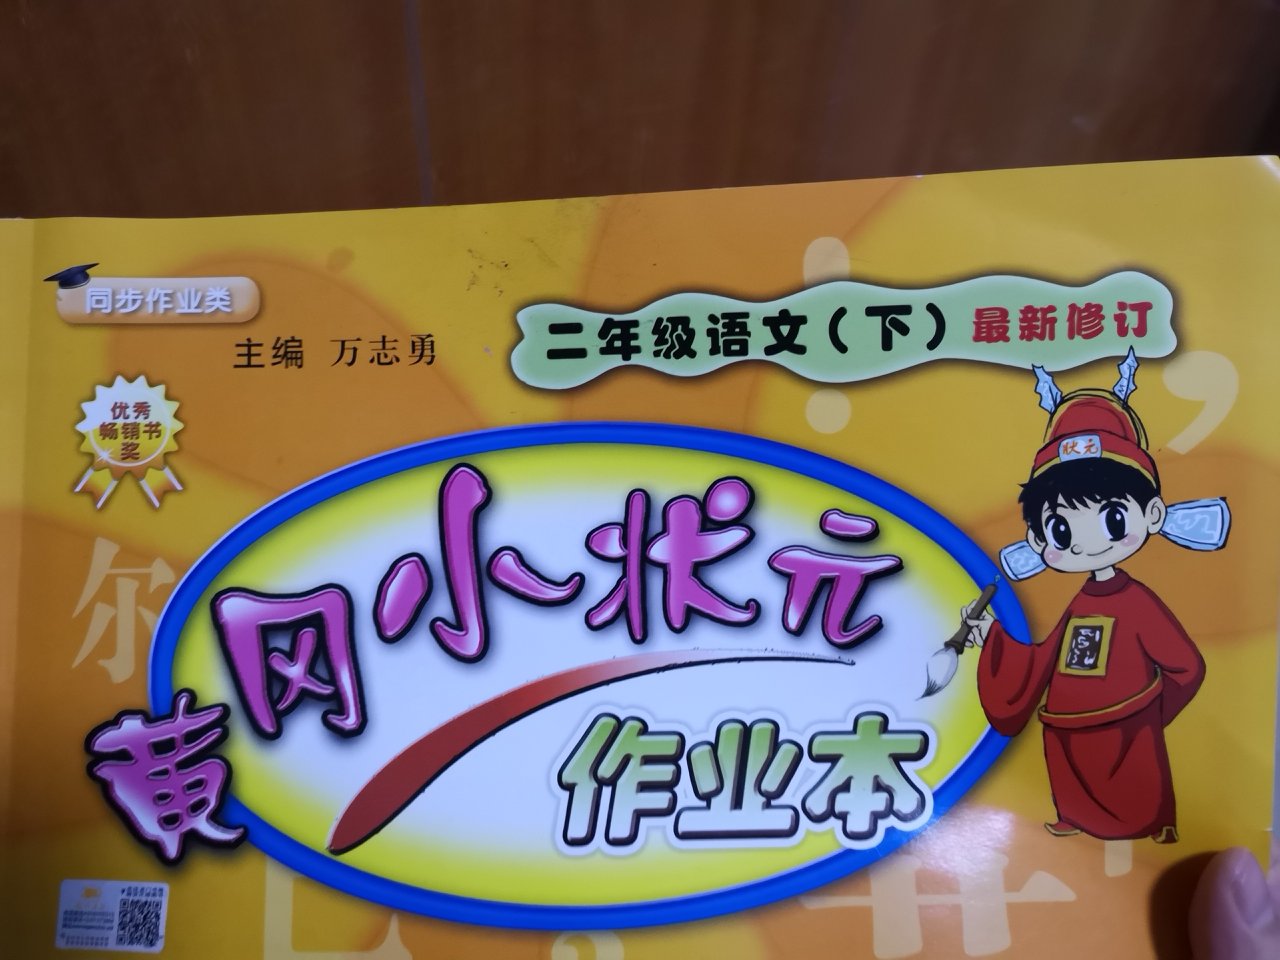 同步作业类
主编 万志勇
二年级语文（下）最新修订
优秀
畅销书
奖
状元
黄冈小状元
作业本
尔